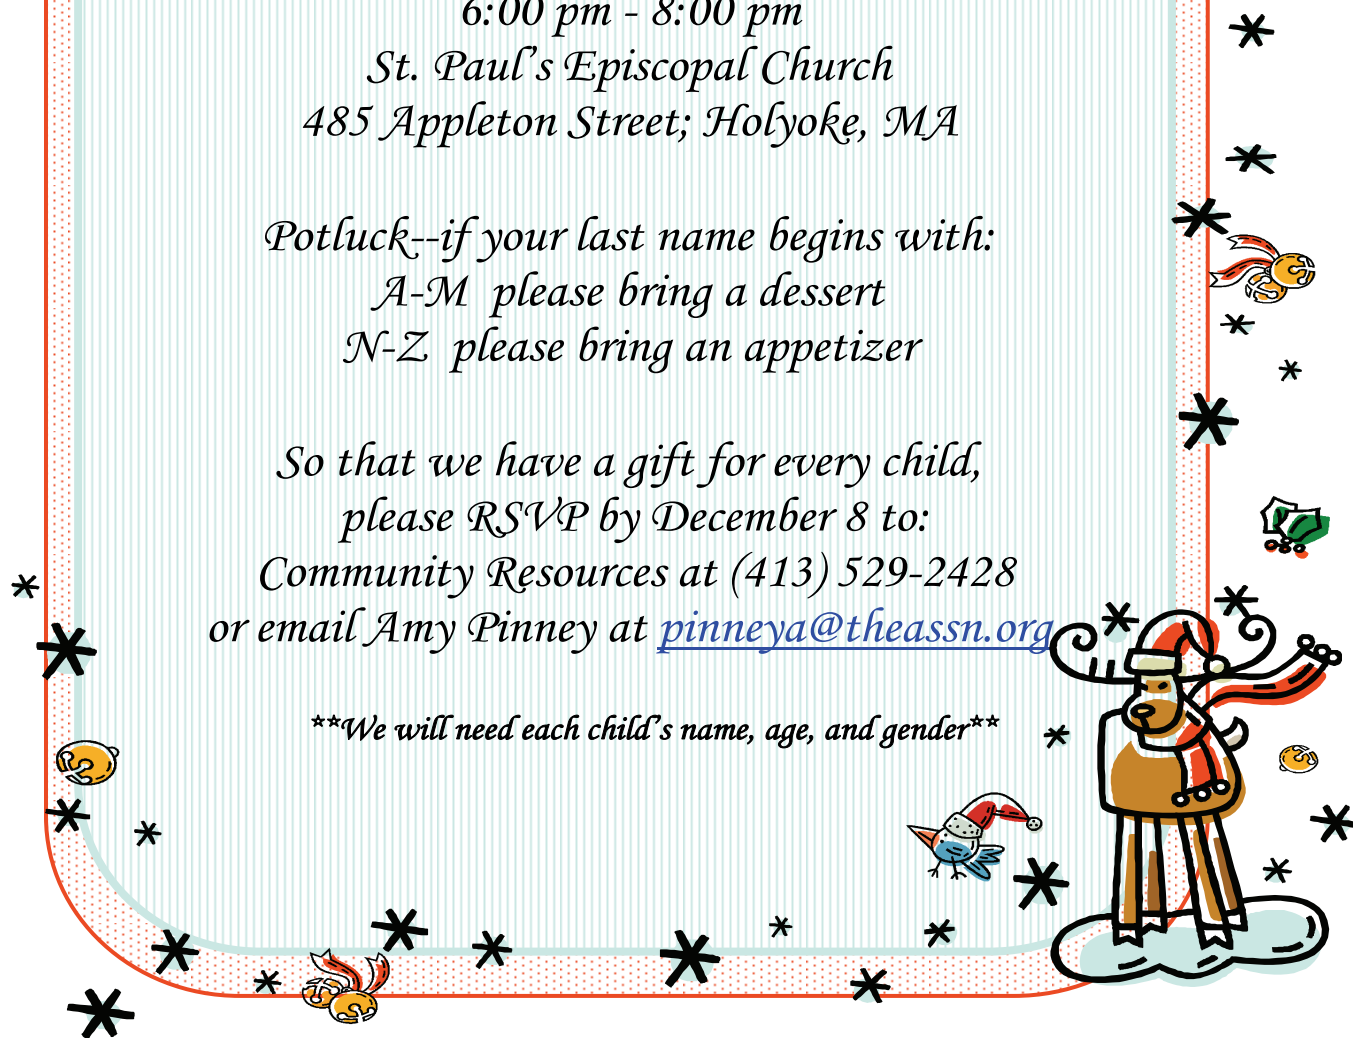 6:00 pm - 8:00 pm
St. Paul’s Episcopal Church
485 Appleton Street; Holyoke, MA
Potluck--if your last name begins with:
A-M please bring a dessert
N-Z please bring an appetizer
So that we have a gift for every child,
please RSVP by December 8 to:
Community Resources at (413) 529-2428
or email Amy Pinney at pinneya@theassn.org
**We will need each child’s name, age, and gender**